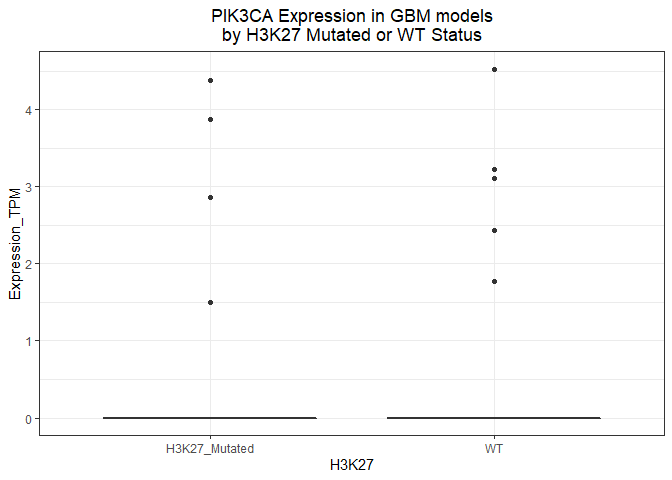 PIK3CA Expression in GBM models
by H3K27 Mutated or WT Status
Expression_TPM
4
3
2
1
0
H3K27_Mutated
WT
H3K27